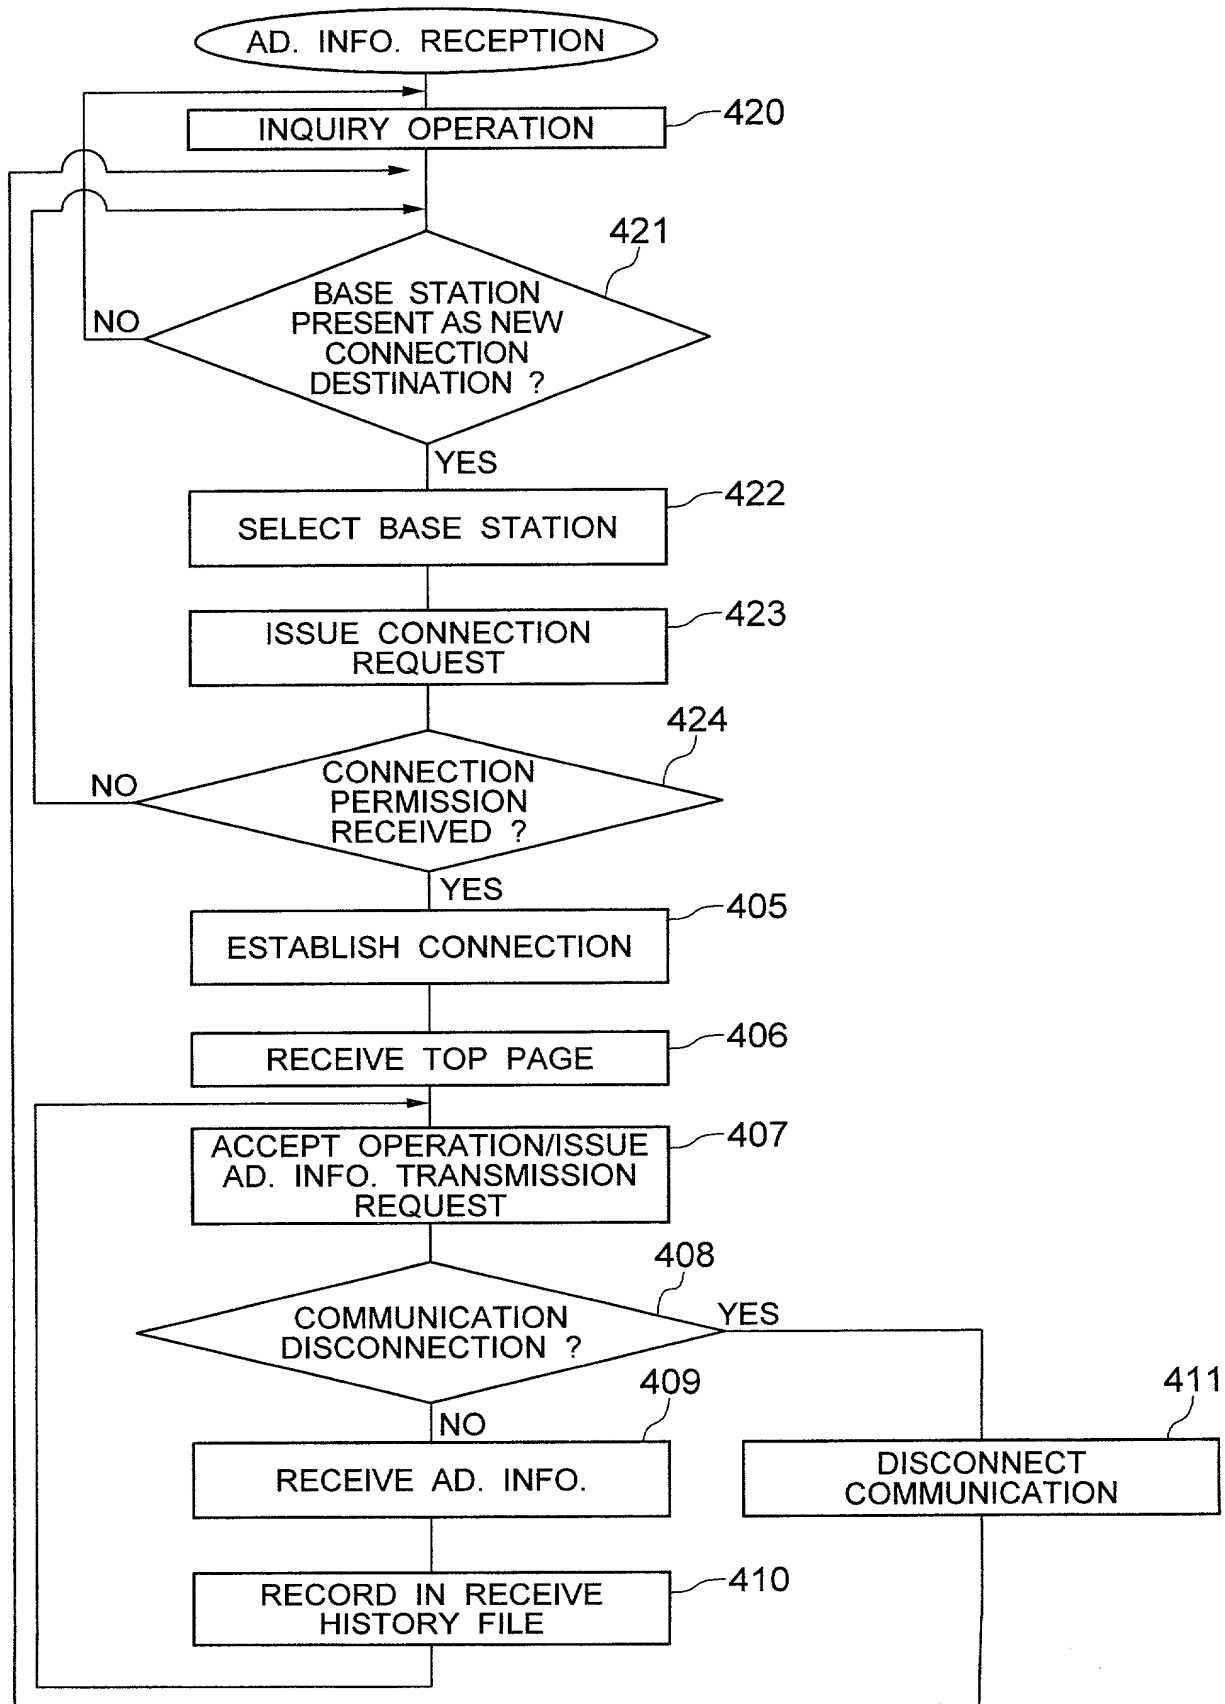 AD. INFO. RECEPTION
INQUIRY OPERATION
420
421
BASE STATION
PRESENT AS NEW
CONNECTION
DESTINATION ?
NO
YES
422
SELECT BASE STATION
423
ISSUE CONNECTION
REQUEST
424
CONNECTION
PERMISSION
RECEIVED ?
NO
YES
405
ESTABLISH CONNECTION
406
RECEIVE TOP PAGE
407
ACCEPT OPERATION/ISSUE
AD. INFO. TRANSMISSION
REQUEST
408
COMMUNICATION
DISCONNECTION ?
YES
NO
409
RECEIVE AD. INFO.
411
DISCONNECT
COMMUNICATION
410
RECORD IN RECEIVE
HISTORY FILE